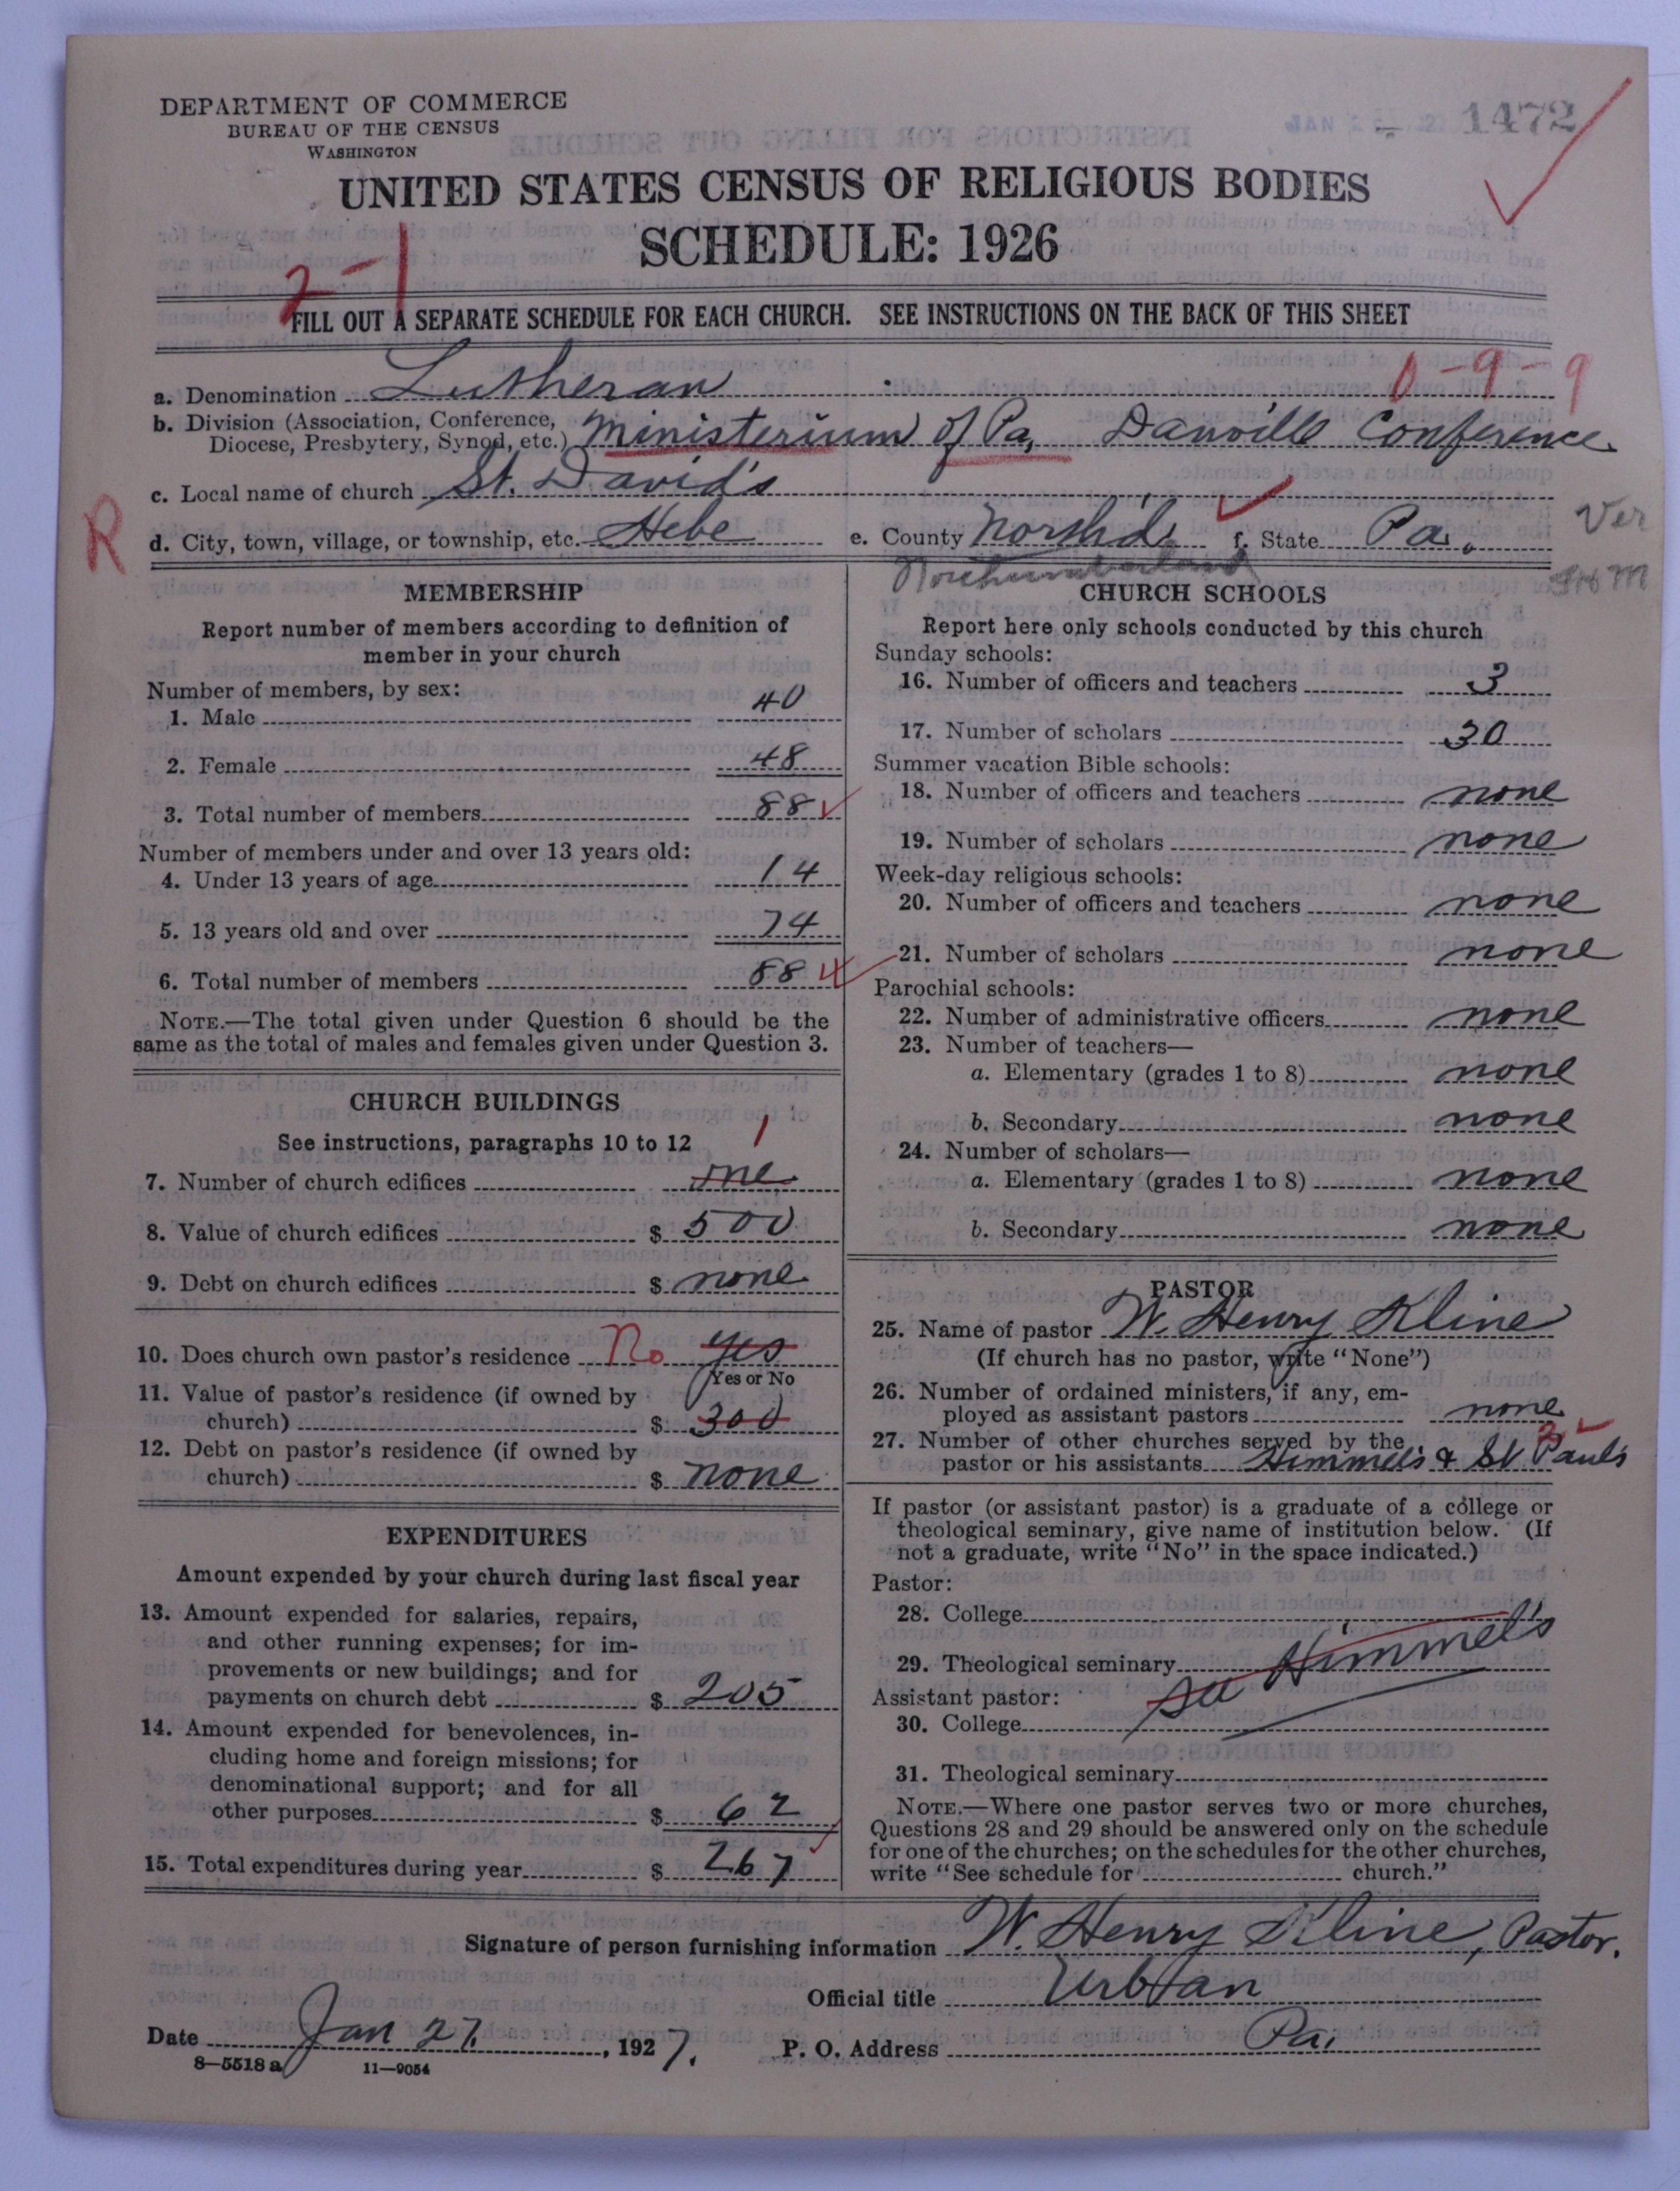 DEPARTMENT OF COMMERCE
BUREAU OF THE CENSUS
WASHINGTON
1472
UNITED STATES CENSUS OF RELIGIOUS BODIES
SCHEDULE: 1926
2-1
FILL OUT A SEPARATE SCHEDULE FOR EACH CHURCH. SEE INSTRUCTIONS ON THE BACK OF THIS SHEET
0-9-9
a. Denomination Lutheran
b. Division (Association, Conference,
Diocese, Presbytery, Synod, etc.) Ministerium of Pa, Danville Conference
c. Local name of church St. David's
R
d. City, town, village, or township, etc. Hebe e. County North'd f. State Pa.
Ver
Northumberland
MEMBERSHIP
Report number of members according to definition of
member in your church
Number of members, by sex:
1. Male 40
2. Female 48
3. Total number of members 88
Number of members under and over 13 years old:
4. Under 13 years of age 14
5. 13 years old and over 74
6. Total number of members 88
NOTE.—The total given under Question 6 should be the
same as the total of males and females given under Question 3.
CHURCH BUILDINGS
See instructions, paragraphs 10 to 12
1
7. Number of church edifices one
8. Value of church edifices $ 500
9. Debt on church edifices $ none
10. Does church own pastor's residence No yes
Yes or No
11. Value of pastor's residence (if owned by
church) $ 300
12. Debt on pastor's residence (if owned by
church) $ none
EXPENDITURES
Amount expended by your church during last fiscal year
13. Amount expended for salaries, repairs,
and other running expenses; for im-
provements or new buildings; and for
payments on church debt $ 205
14. Amount expended for benevolences, in-
cluding home and foreign missions; for
denominational support; and for all
other purposes $ 62
15. Total expenditures during year $ 267
CHURCH SCHOOLS
Report here only schools conducted by this church
Sunday schools:
16. Number of officers and teachers 3
17. Number of scholars 30
Summer vacation Bible schools:
18. Number of officers and teachers none
19. Number of scholars none
Week-day religious schools:
20. Number of officers and teachers none
21. Number of scholars none
Parochial schools:
22. Number of administrative officers none
23. Number of teachers—
a. Elementary (grades 1 to 8) none
b. Secondary none
24. Number of scholars—
a. Elementary (grades 1 to 8) none
b. Secondary none
PASTOR
25. Name of pastor W. Henry Kline
(If church has no pastor, write "None")
26. Number of ordained ministers, if any, em-
ployed as assistant pastors none
27. Number of other churches served by the
pastor or his assistants Himmel's & St Paul's
If pastor (or assistant pastor) is a graduate of a college or
theological seminary, give name of institution below. (If
not a graduate, write "No" in the space indicated.)
Pastor:
28. College
29. Theological seminary See Himmel's
Assistant pastor:
30. College
31. Theological seminary
NOTE.—Where one pastor serves two or more churches,
Questions 28 and 29 should be answered only on the schedule
for one of the churches; on the schedules for the other churches,
write "See schedule for church."
Signature of person furnishing information W. Henry Kline, Pastor.
Official title Urban
Date Jan 27, 1927. P. O. Address Pa.
8—5518 a 11—9054